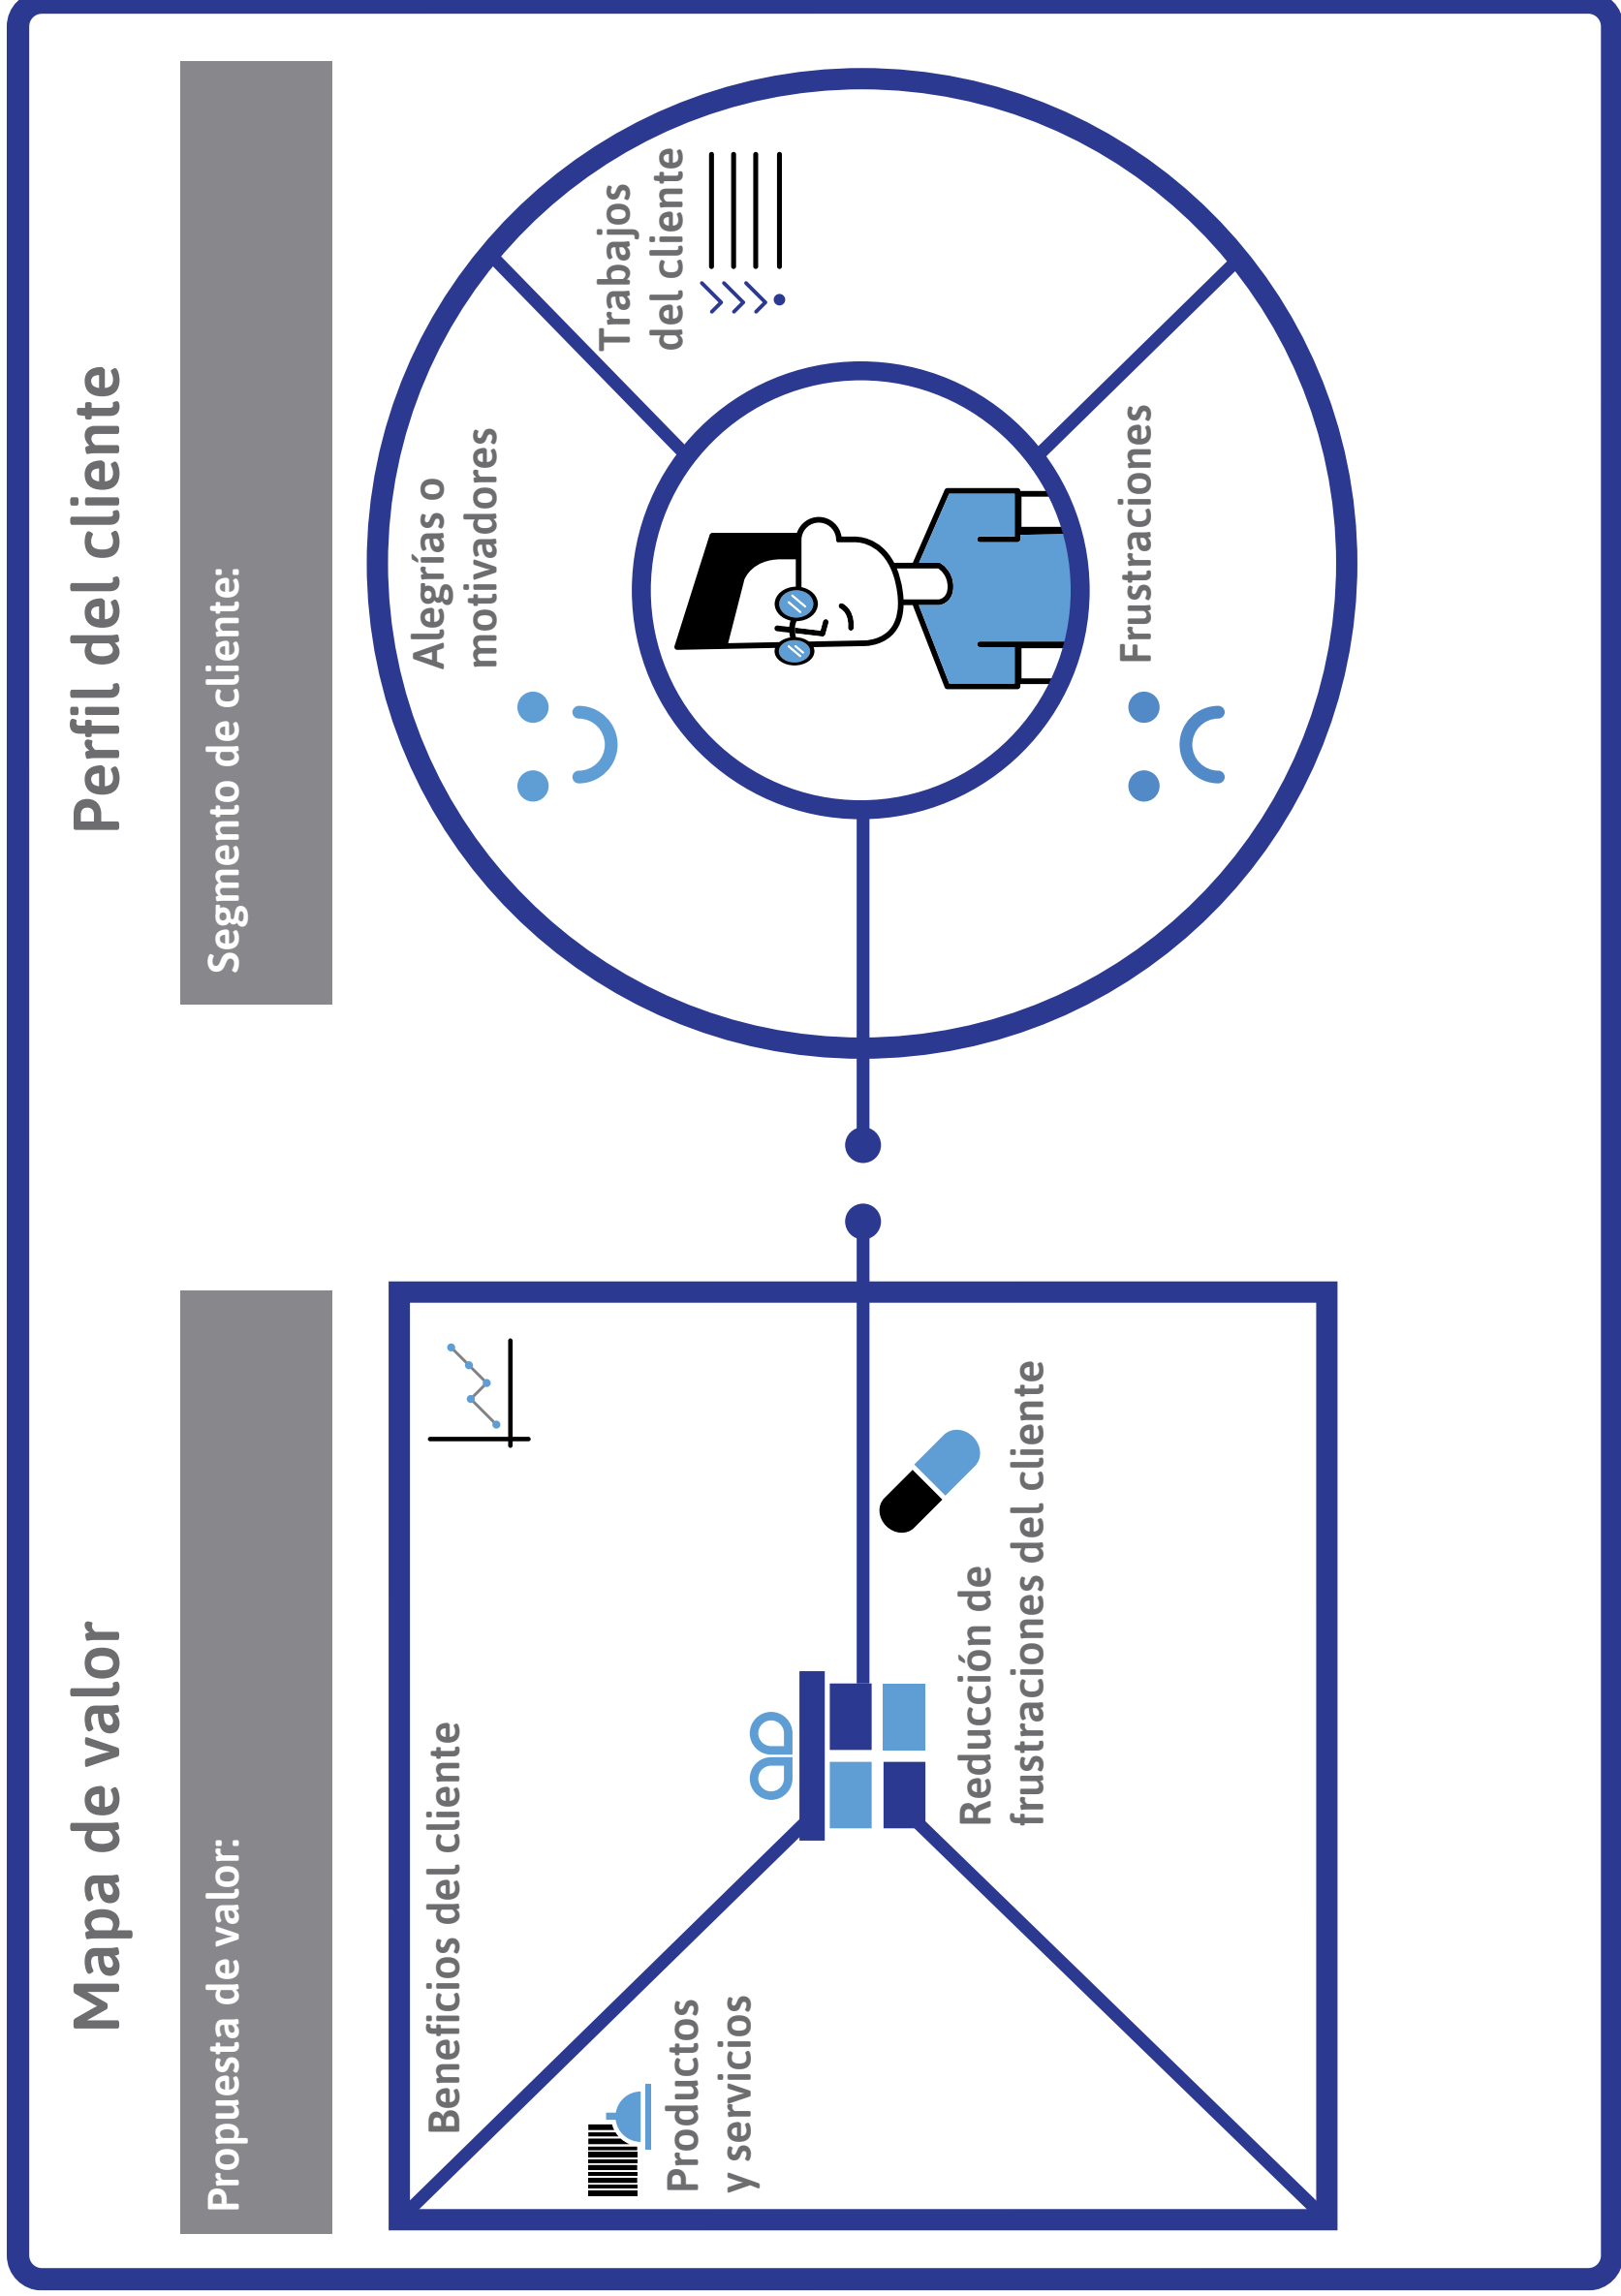 Mapa de valor
Propuesta de valor:
Beneficios del cliente
Productos
y servicios
Reducción de
frustraciones del cliente
Perfil del cliente
Segmento de cliente:
Alegrías o
motivadores
Trabajos
del cliente
Frustraciones